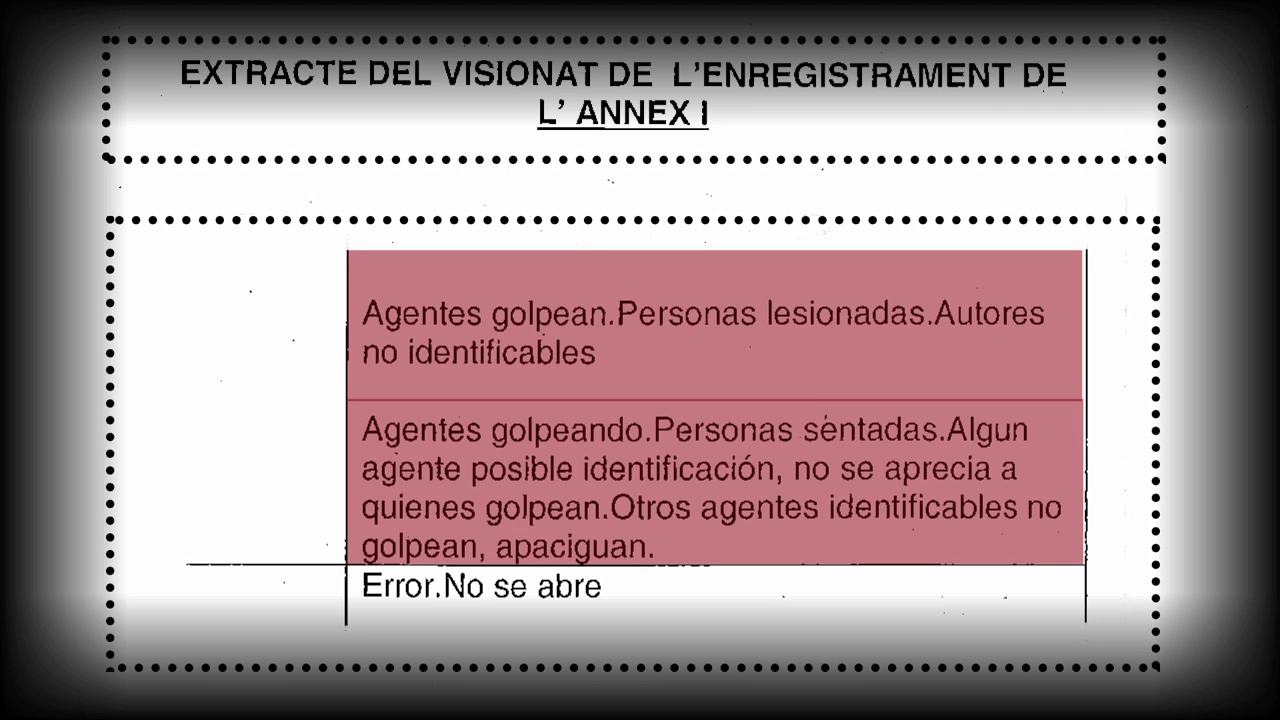 EXTRACTE DEL VISIONAT DE L'ENREGISTRAMENT DE
L' ANNEX I
Agentes golpean.Personas lesionadas.Autores
no identificables
Agentes golpeando.Personas sentadas.Algun
agente posible identificación, no se aprecia a
quienes golpean.Otros agentes identificables no
golpean, apaciguan.
Error.No se abre